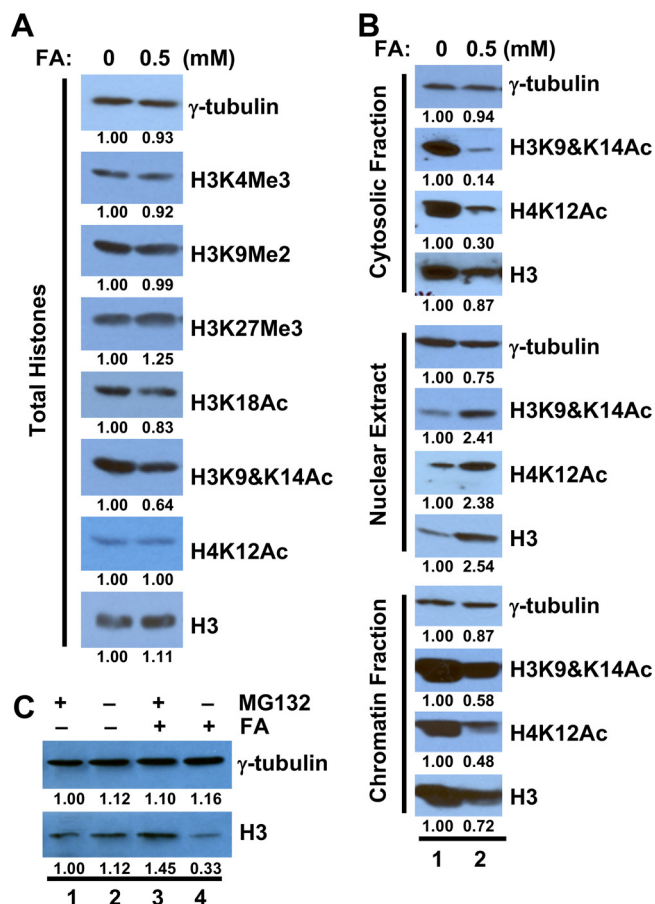 A
FA: 0 0.5 (mM)
Total Histones
γ-tubulin
1.00 0.93
H3K4Me3
1.00 0.92
H3K9Me2
1.00 0.99
H3K27Me3
1.00 1.25
H3K18Ac
1.00 0.83
H3K9&K14Ac
1.00 0.64
H4K12Ac
1.00 1.00
H3
1.00 1.11
B
FA: 0 0.5 (mM)
Cytosolic Fraction
γ-tubulin
1.00 0.94
H3K9&K14Ac
1.00 0.14
H4K12Ac
1.00 0.30
H3
1.00 0.87
Nuclear Extract
γ-tubulin
1.00 0.75
H3K9&K14Ac
1.00 2.41
H4K12Ac
1.00 2.38
H3
1.00 2.54
Chromatin Fraction
γ-tubulin
1.00 0.87
H3K9&K14Ac
1.00 0.58
H4K12Ac
1.00 0.48
H3
1.00 0.72
1 2
C
+ – + – MG132
– – + + FA
γ-tubulin
1.00 1.12 1.10 1.16
H3
1.00 1.12 1.45 0.33
1 2 3 4